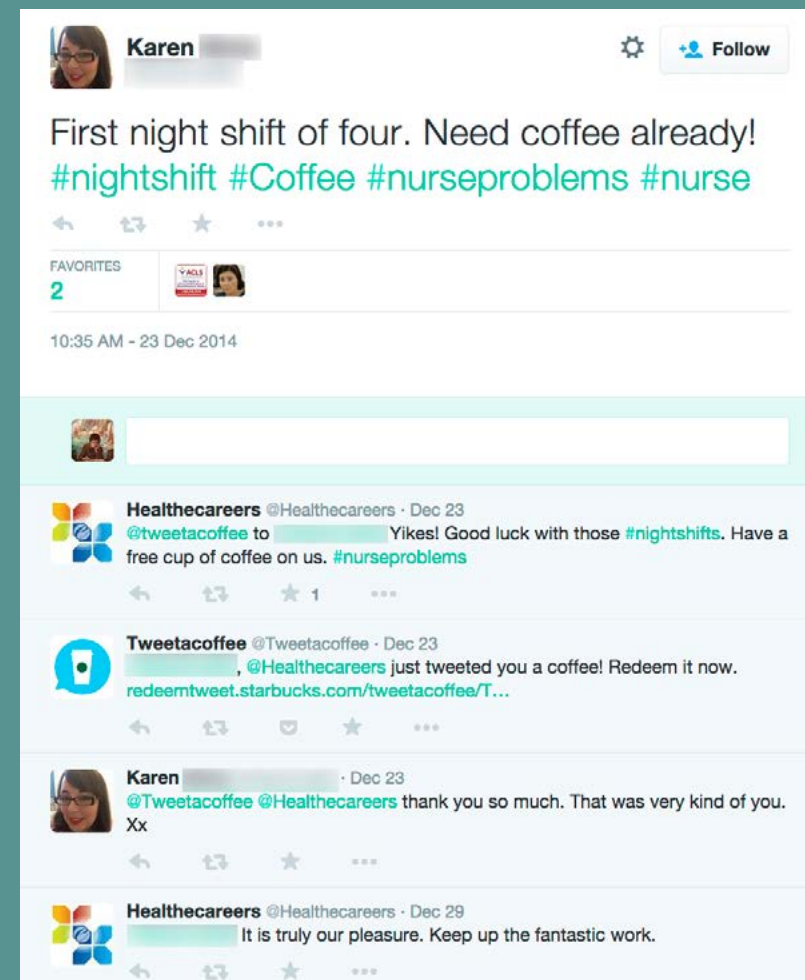 Karen
Follow
First night shift of four. Need coffee already!
#nightshift #Coffee #nurseproblems #nurse
FAVORITES
2
ACLS
10:35 AM - 23 Dec 2014
Healthecareers @Healthecareers · Dec 23
@tweetacoffee to Yikes! Good luck with those #nightshifts. Have a
free cup of coffee on us. #nurseproblems
1
Tweetacoffee @Tweetacoffee · Dec 23
, @Healthecareers just tweeted you a coffee! Redeem it now.
redeemtweet.starbucks.com/tweetacoffee/T...
Karen · Dec 23
@Tweetacoffee @Healthecareers thank you so much. That was very kind of you.
Xx
Healthecareers @Healthecareers · Dec 29
It is truly our pleasure. Keep up the fantastic work.